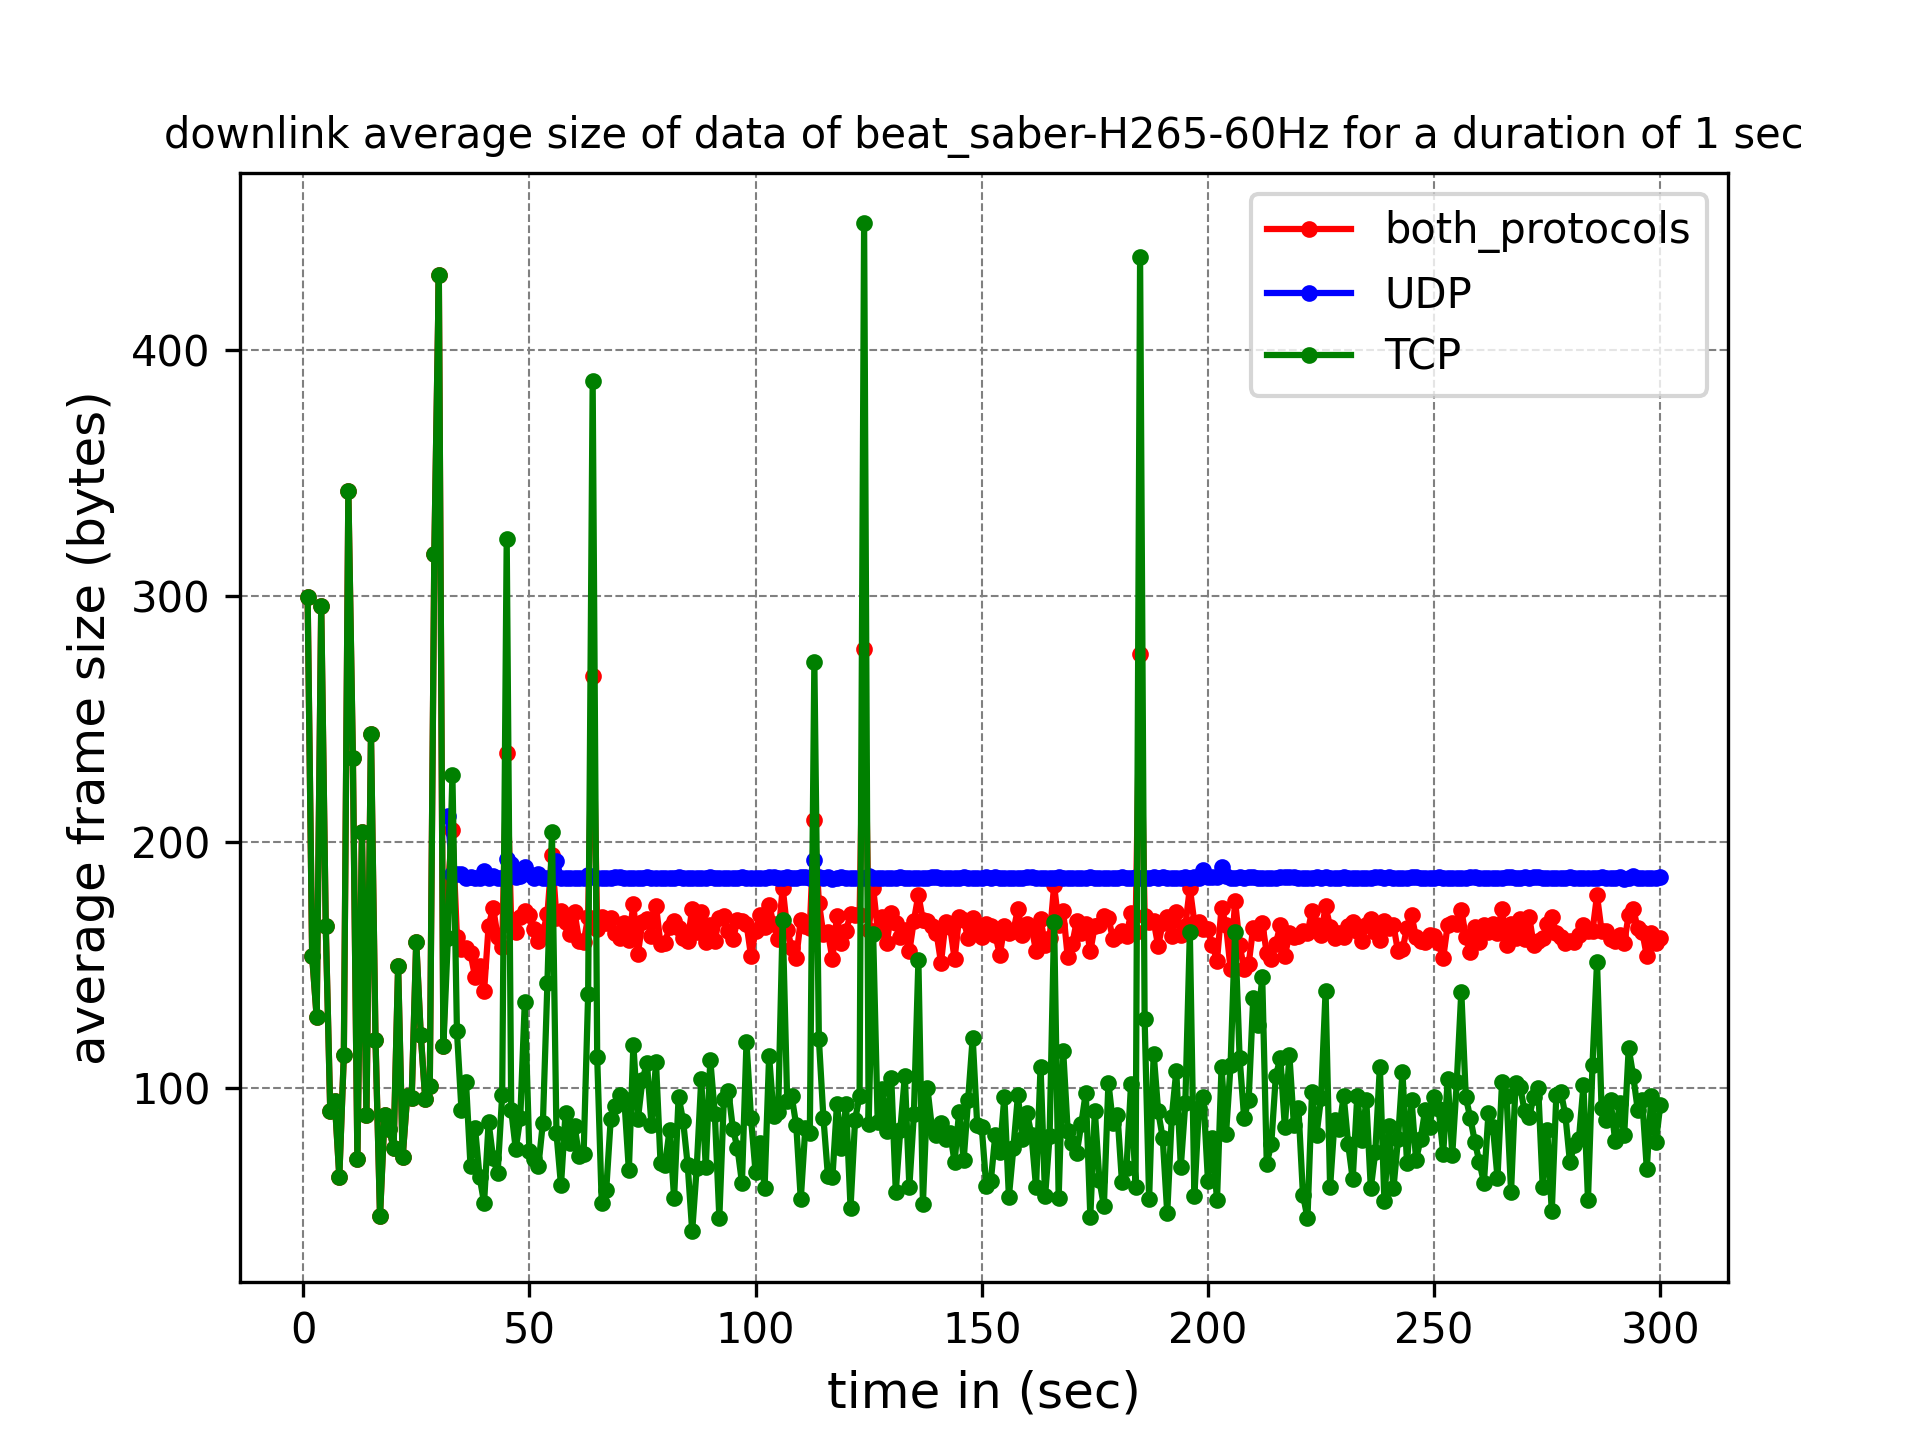 downlink average size of data of beat_saber-H265-60Hz for a duration of 1 sec
both_protocols
UDP
TCP
average frame size (bytes)
400
300
200
100
0 50 100 150 200 250 300
time in (sec)